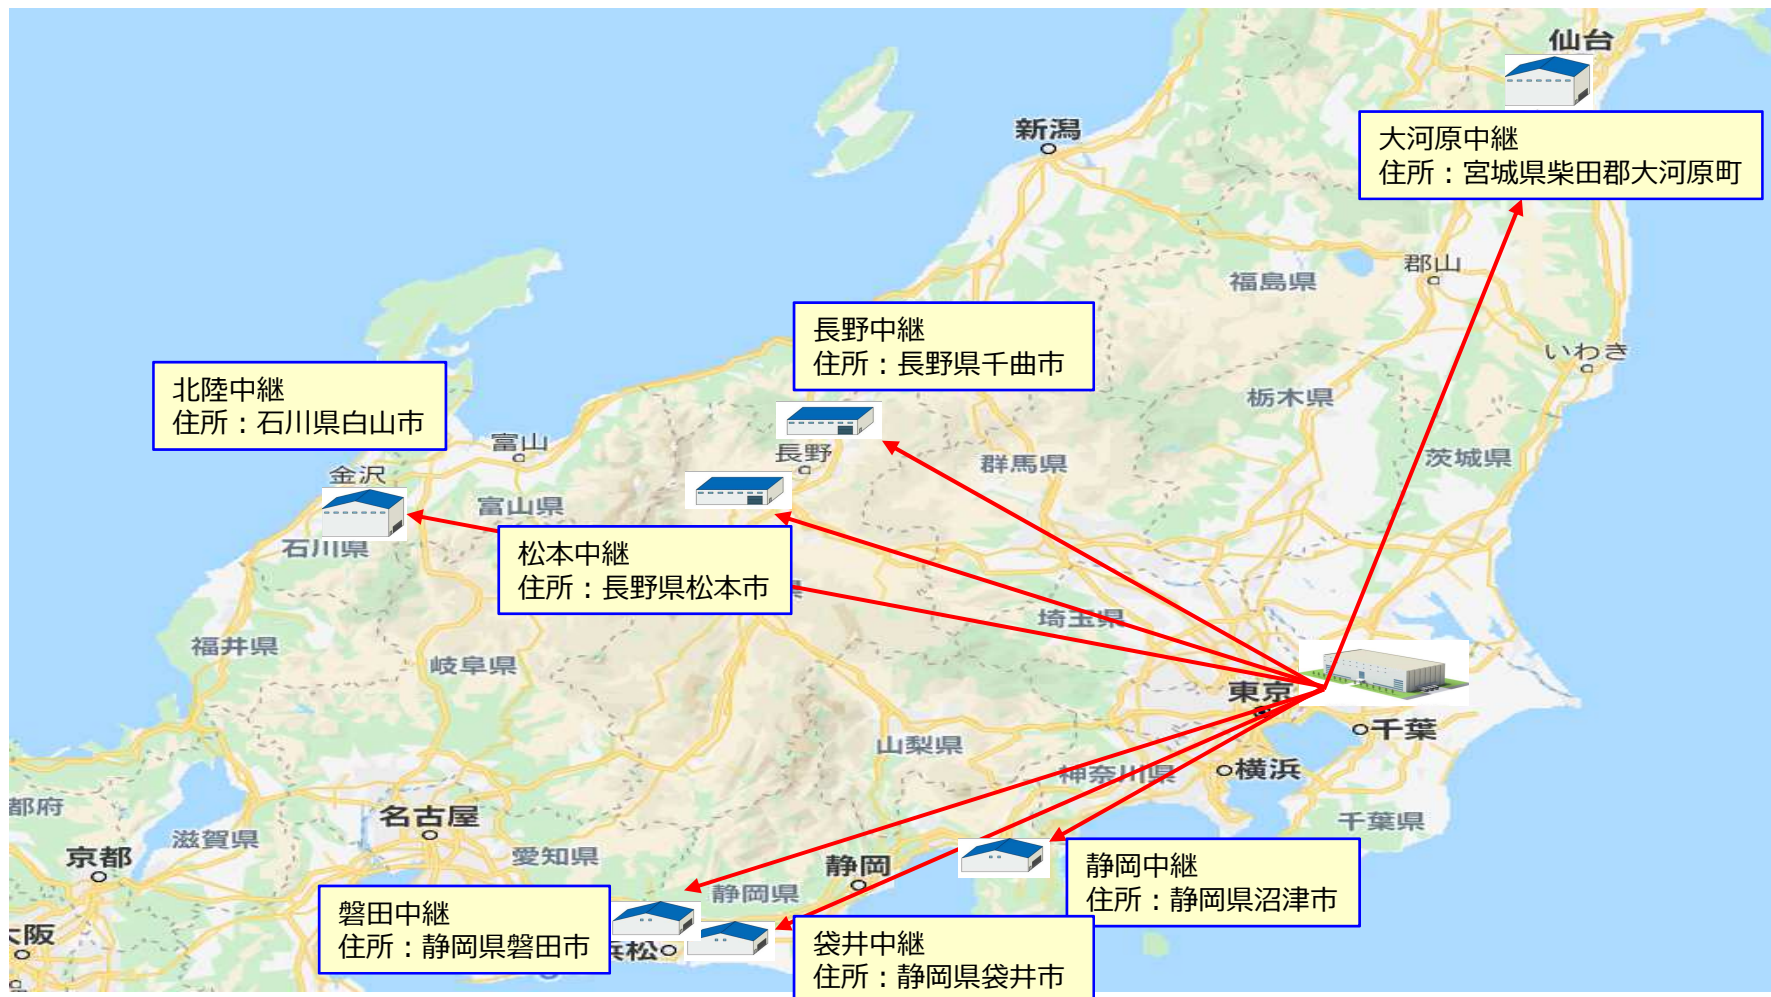 仙台
大河原中継
住所：宮城県柴田郡大河原町
新潟
郡山
福島県
いわき
長野中継
住所：長野県千曲市
栃木県
北陸中継
住所：石川県白山市
富山
長野
群馬県
茨城県
金沢
富山県
石川県
松本中継
住所：長野県松本市
県
埼玉県
福井県
岐阜県
東京
千葉
山梨県
神奈川県
横浜
都府
名古屋
滋賀県
千葉県
京都
愛知県
静岡
静岡県
静岡中継
住所：静岡県沼津市
磐田中継
住所：静岡県磐田市
浜松
袋井中継
住所：静岡県袋井市
大阪